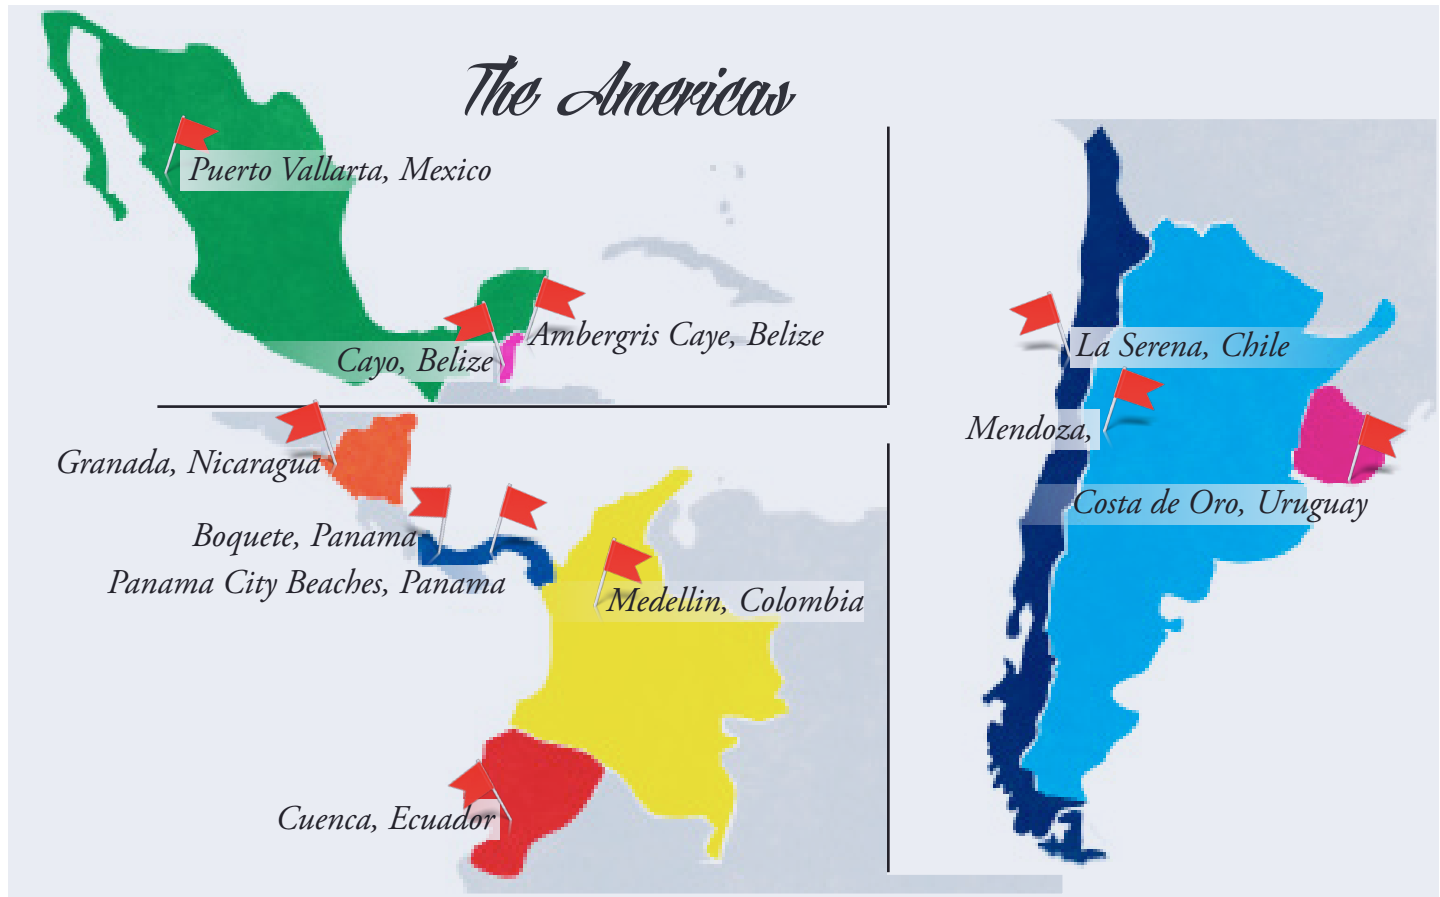 The Americas
Puerto Vallarta, Mexico
Ambergris Caye, Belize
Cayo, Belize
Granada, Nicaragua
Boquete, Panama
Panama City Beaches, Panama
Medellin, Colombia
Cuenca, Ecuador
La Serena, Chile
Mendoza,
Costa de Oro, Uruguay